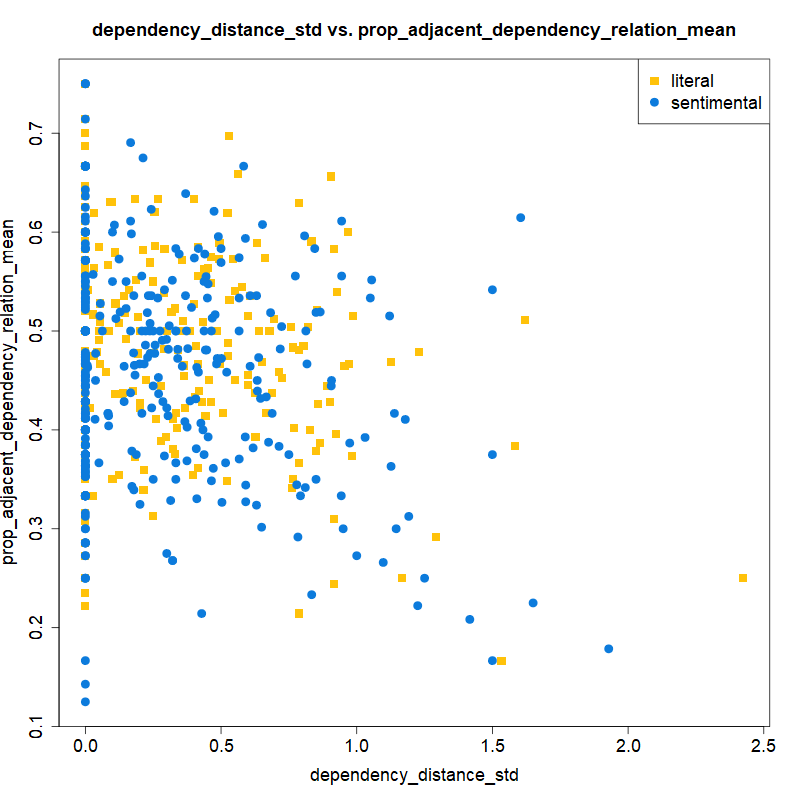 dependency_distance_std vs. prop_adjacent_dependency_relation_mean
literal
sentimental
prop_adjacent_dependency_relation_mean
0.7
0.6
0.5
0.4
0.3
0.2
0.1
0.0
0.5
1.0
1.5
2.0
2.5
dependency_distance_std